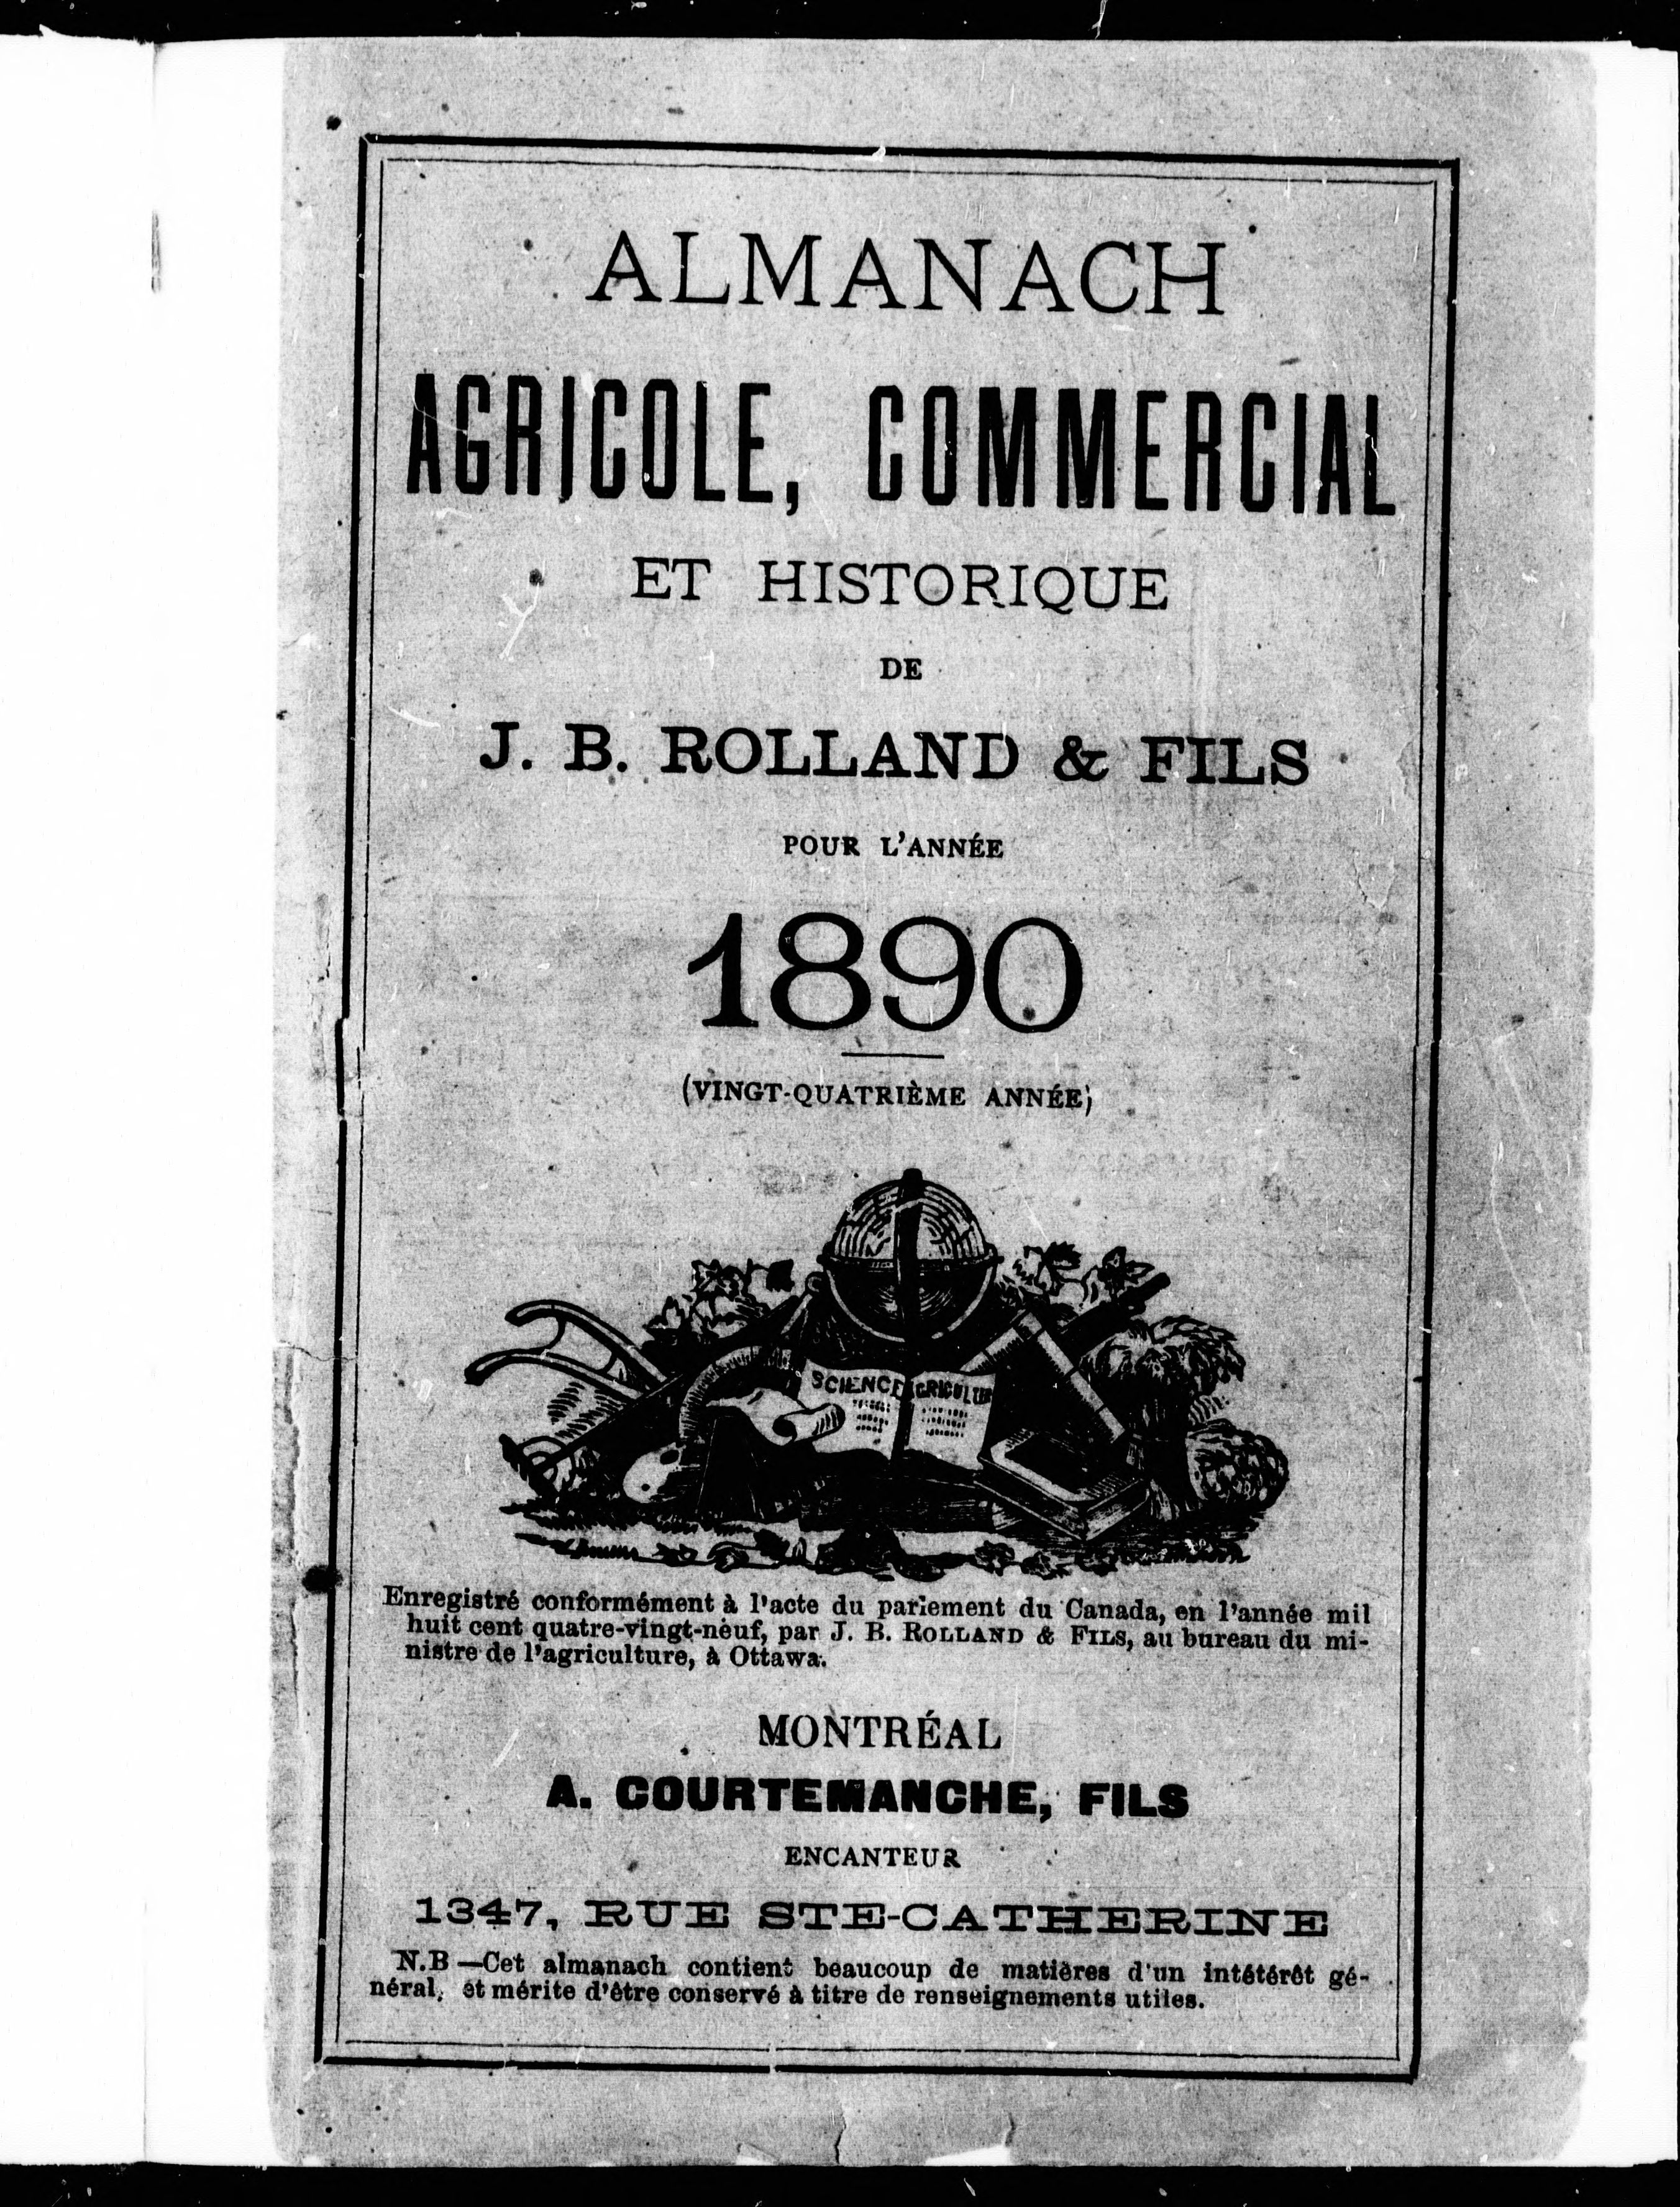 ALMANACH
AGRICOLE, COMMERCIAL
ET HISTORIQUE
DE
J. B. ROLLAND & FILS
POUR L'ANNÉE
1890
(VINGT-QUATRIÈME ANNÉE)
SCIENCE AGRICULTUR
Enregistré conformément à l'acte du parlement du Canada, en l'année mil
huit cent quatre-vingt-neuf, par J. B. ROLLAND & FILS, au bureau du mi-
nistre de l'agriculture, à Ottawa.
MONTRÉAL
A. COURTEMANCHE, FILS
ENCANTEUR
1347, RUE STE-CATHERINE
N.B —Cet almanach contient beaucoup de matières d'un intétérêt gé-
néral, et mérite d'être conservé à titre de renseignements utiles.